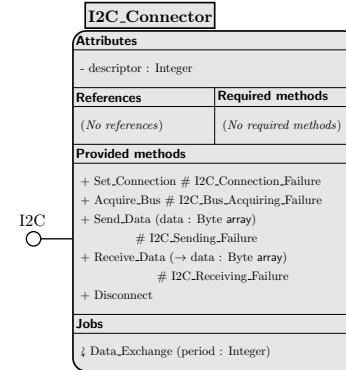 I2C_Connector
Attributes
- descriptor : Integer
References
Required methods
(No references)
(No required methods)
Provided methods
+ Set_Connection # I2C_Connection_Failure
+ Acquire_Bus # I2C_Bus_Acquiring_Failure
+ Send_Data (data : Byte array)
# I2C_Sending_Failure
+ Receive_Data (→ data : Byte array)
# I2C_Receiving_Failure
+ Disconnect
I2C
Jobs
⤹ Data_Exchange (period : Integer)